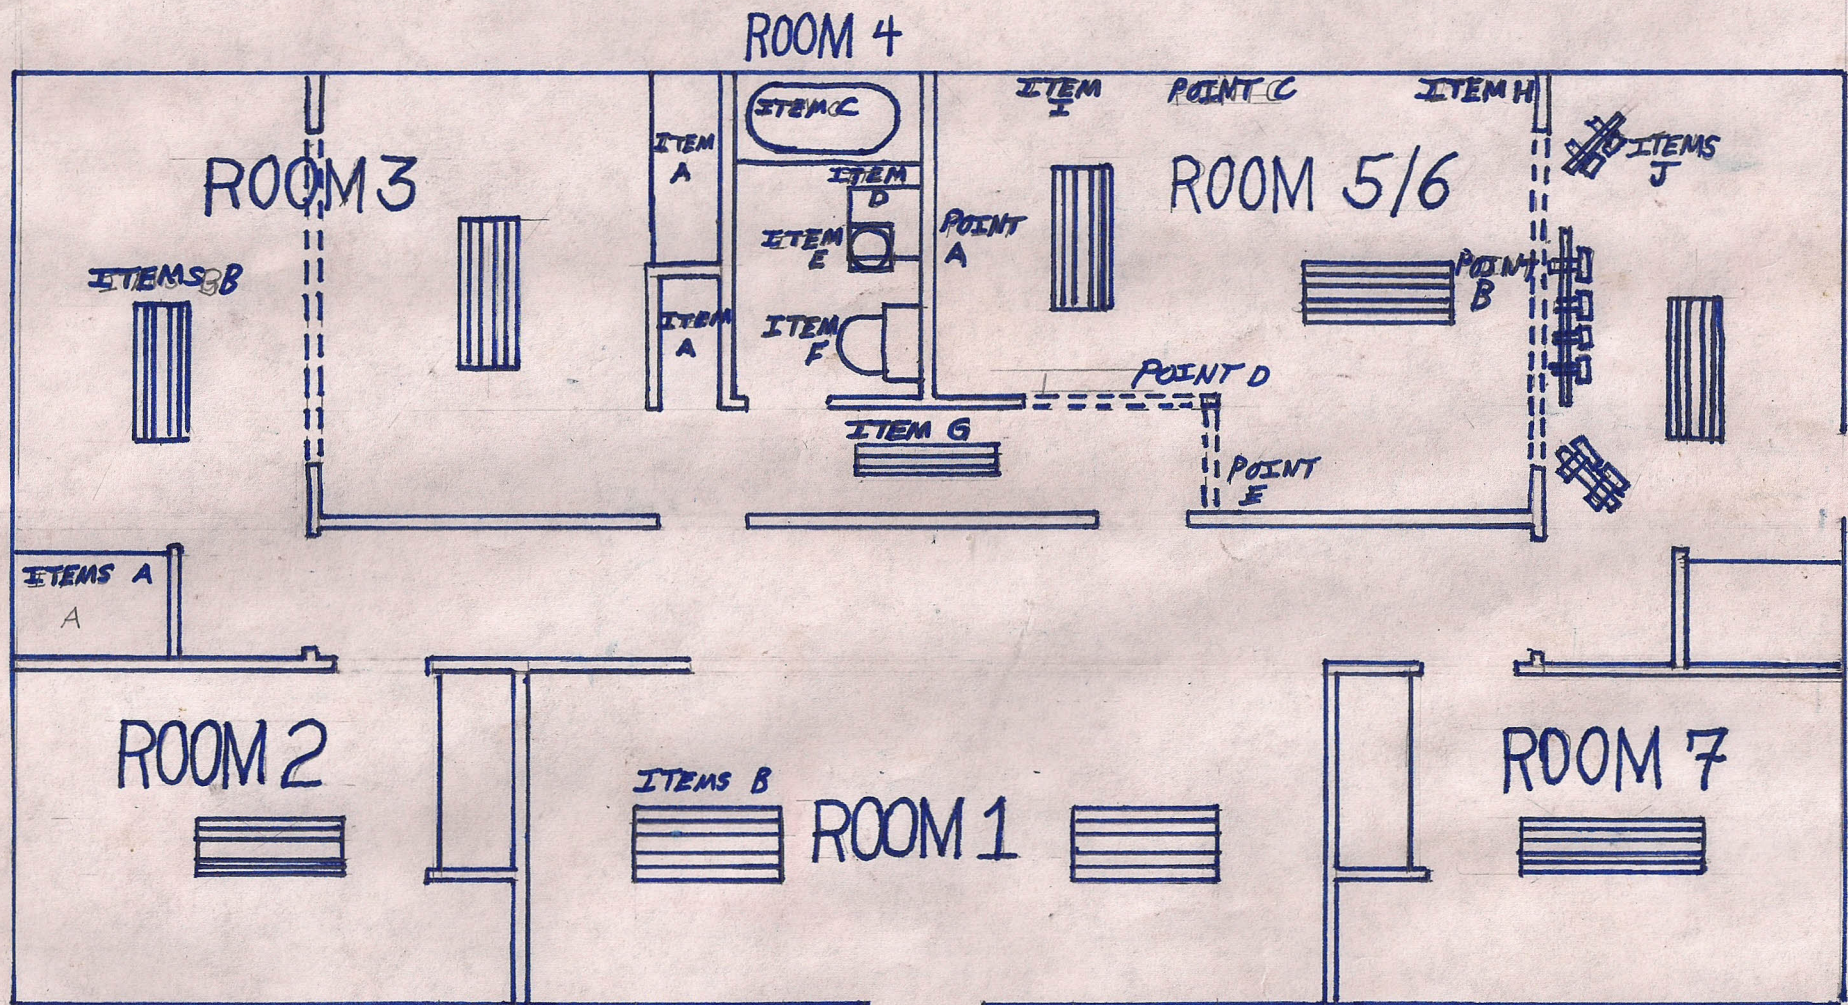 ROOM 4
ITEM C
ITEM
I
POINT C
ITEM H
ITEM
A
ITEMS
J
ROOM 3
ITEM
D
ROOM 5/6
ITEM
E
POINT
A
ITEMS B
POINT
B
ITEM
A
ITEM
F
POINT D
ITEM G
POINT
E
ITEMS A
A
ROOM 2
ROOM 7
ITEMS B
ROOM 1